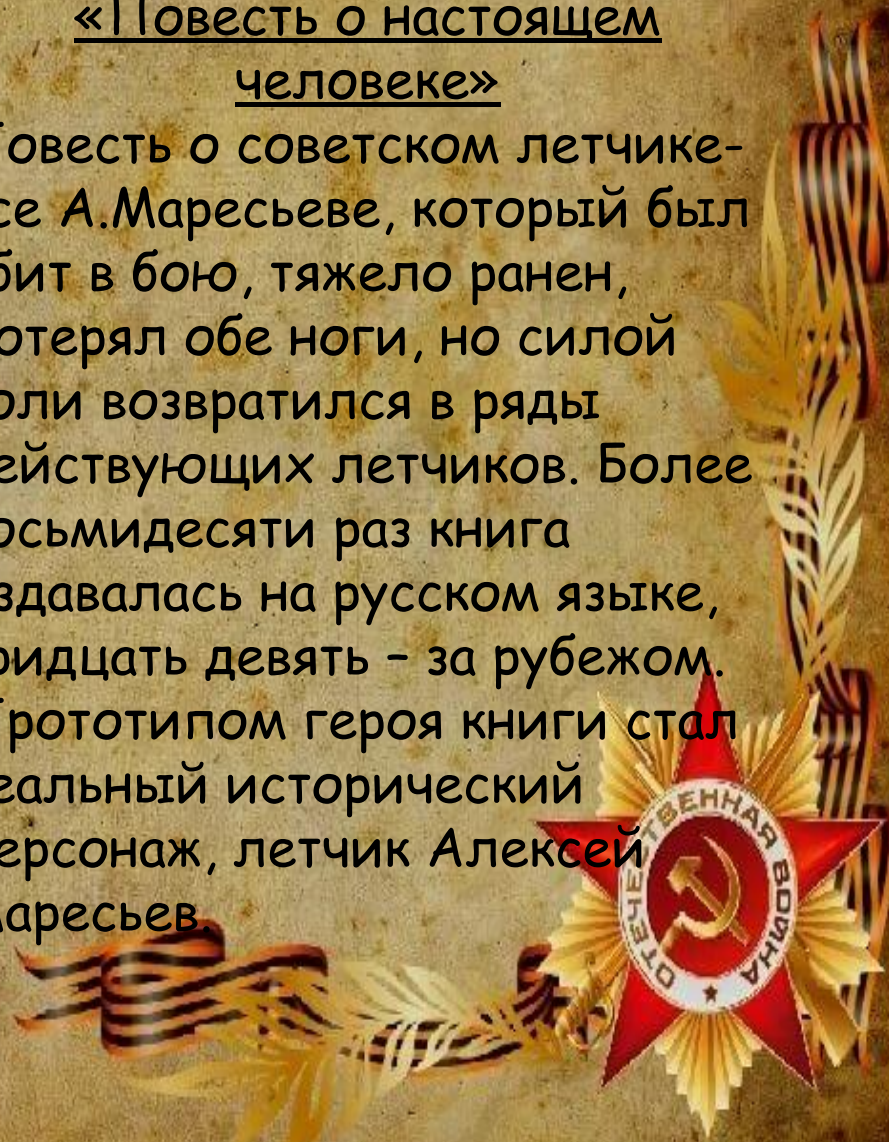 «Повесть о настоящем
человеке»
овесть о советском летчике-
се А.Маресьеве, который был
бит в бою, тяжело ранен,
отерял обе ноги, но силой
оли возвратился в ряды
ействующих летчиков. Более
осьмидесяти раз книга
здавалась на русском языке,
ридцать девять – за рубежом.
рототипом героя книги стал
еальный исторический
ерсонаж, летчик Алексей
аресьев.
ОТЕЧЕСТВЕННАЯ ВОЙНА